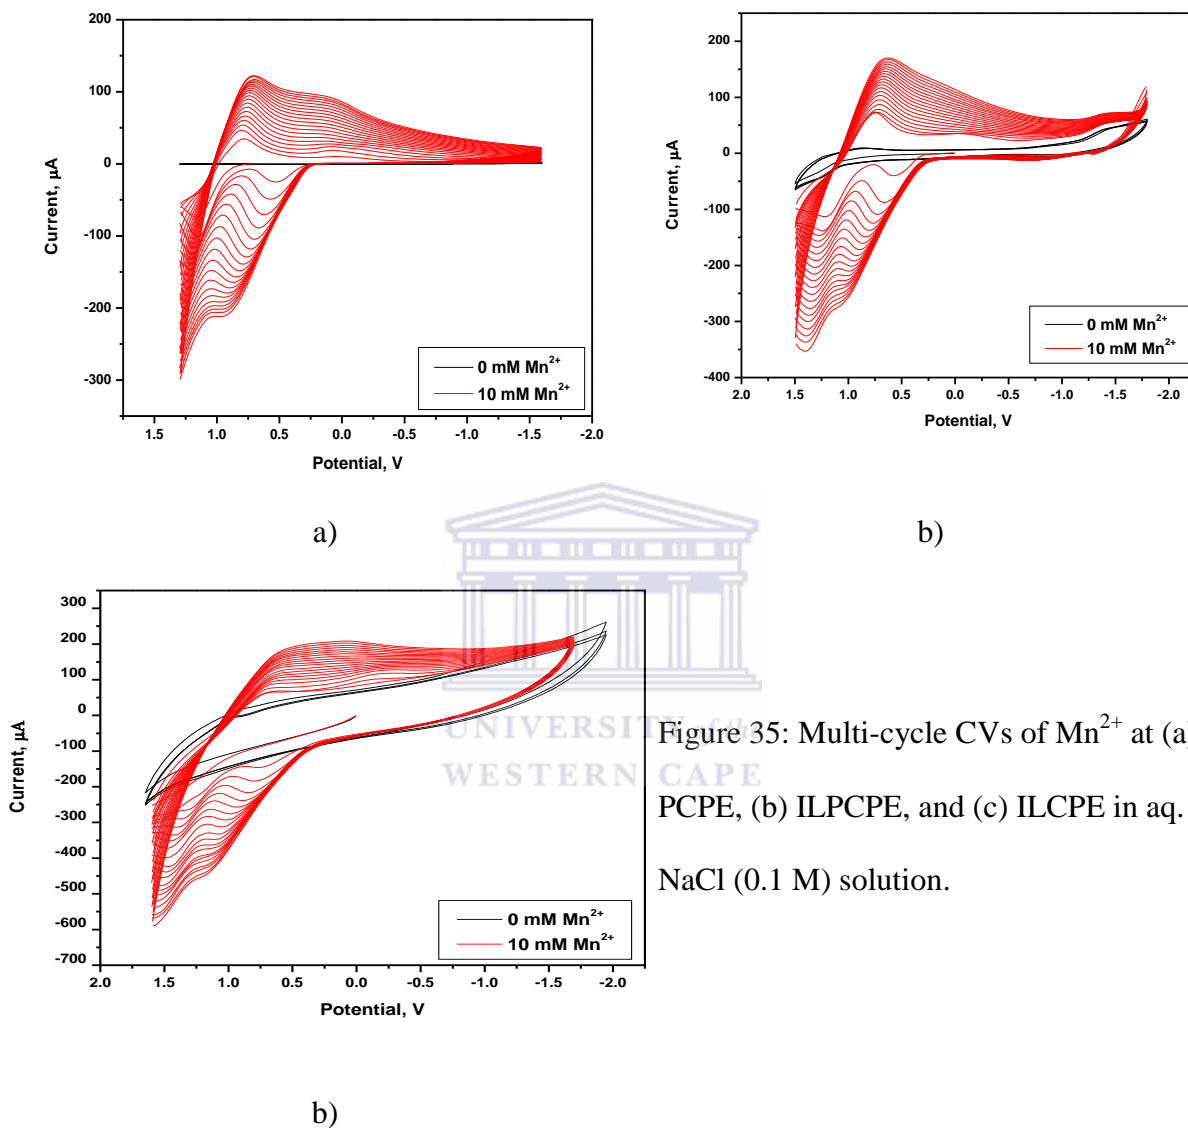 200
100
0
-100
-200
-300
Current, µA
1.5 1.0 0.5 0.0 -0.5 -1.0 -1.5 -2.0
Potential, V
0 mM Mn²⁺
10 mM Mn²⁺
a)
200
100
0
-100
-200
-300
-400
Current, µA
2.0 1.5 1.0 0.5 0.0 -0.5 -1.0 -1.5 -2.0
Potential, V
0 mM Mn²⁺
10 mM Mn²⁺
b)
300
200
100
0
-100
-200
-300
-400
-500
-600
-700
Current, µA
2.0 1.5 1.0 0.5 0.0 -0.5 -1.0 -1.5 -2.0
Potential, V
0 mM Mn²⁺
10 mM Mn²⁺
b)
UNIVERSITY of the
WESTERN CAPE
Figure 35: Multi-cycle CVs of Mn²⁺ at (a)
PCPE, (b) ILPCPE, and (c) ILCPE in aq.
NaCl (0.1 M) solution.